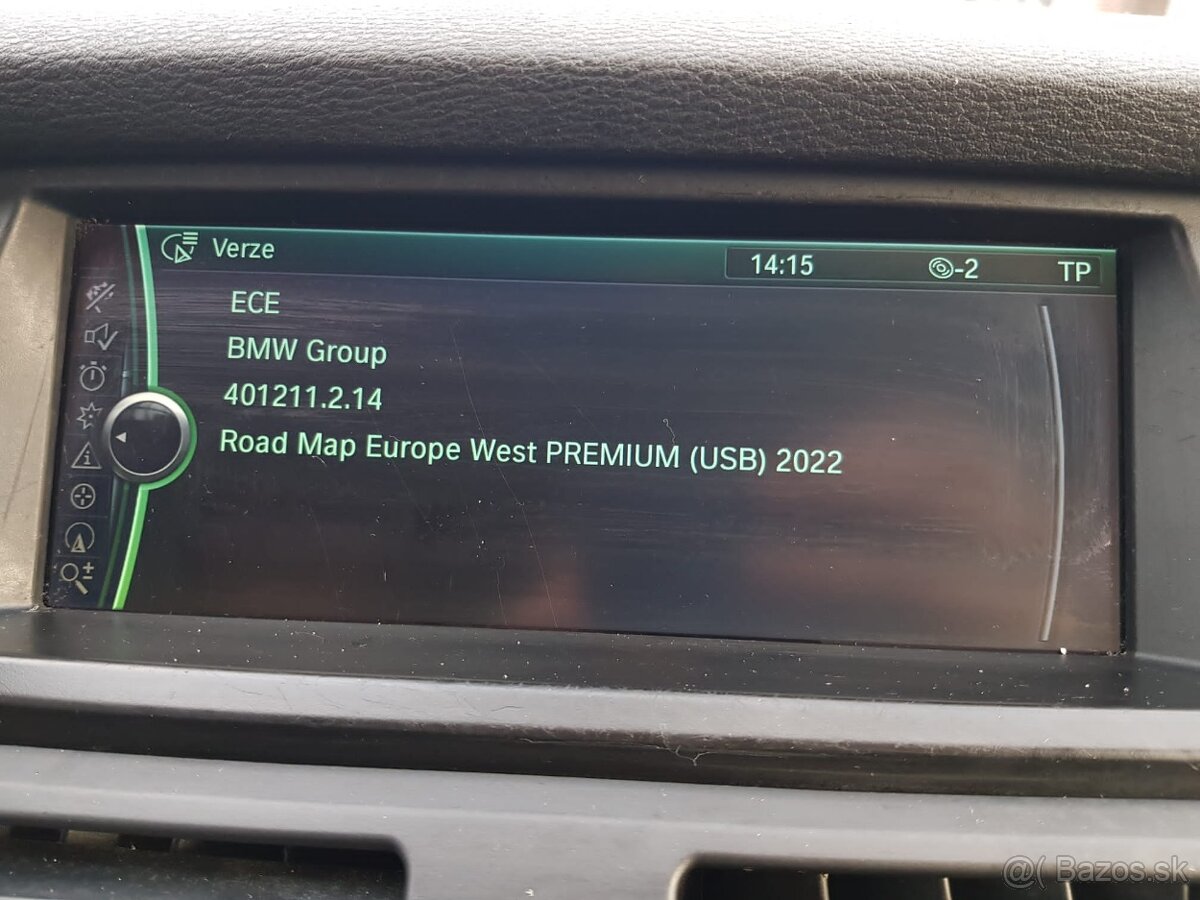 Verze
14:15
-2
TP
ECE
BMW Group
401211.2.14
Road Map Europe West PREMIUM (USB) 2022
@( Bazos.sk